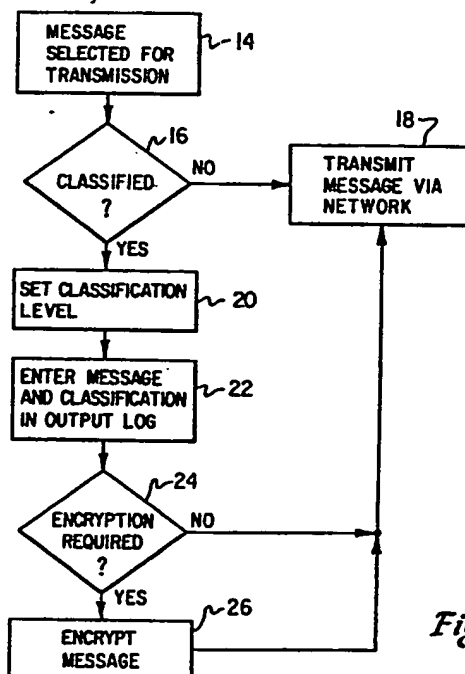 MESSAGE
SELECTED FOR
TRANSMISSION
14
16
CLASSIFIED
?
NO
YES
18
TRANSMIT
MESSAGE VIA
NETWORK
SET CLASSIFICATION
LEVEL
20
ENTER MESSAGE
AND CLASSIFICATION
IN OUTPUT LOG
22
24
ENCRYPTION
REQUIRED
?
NO
YES
26
ENCRYPT
MESSAGE